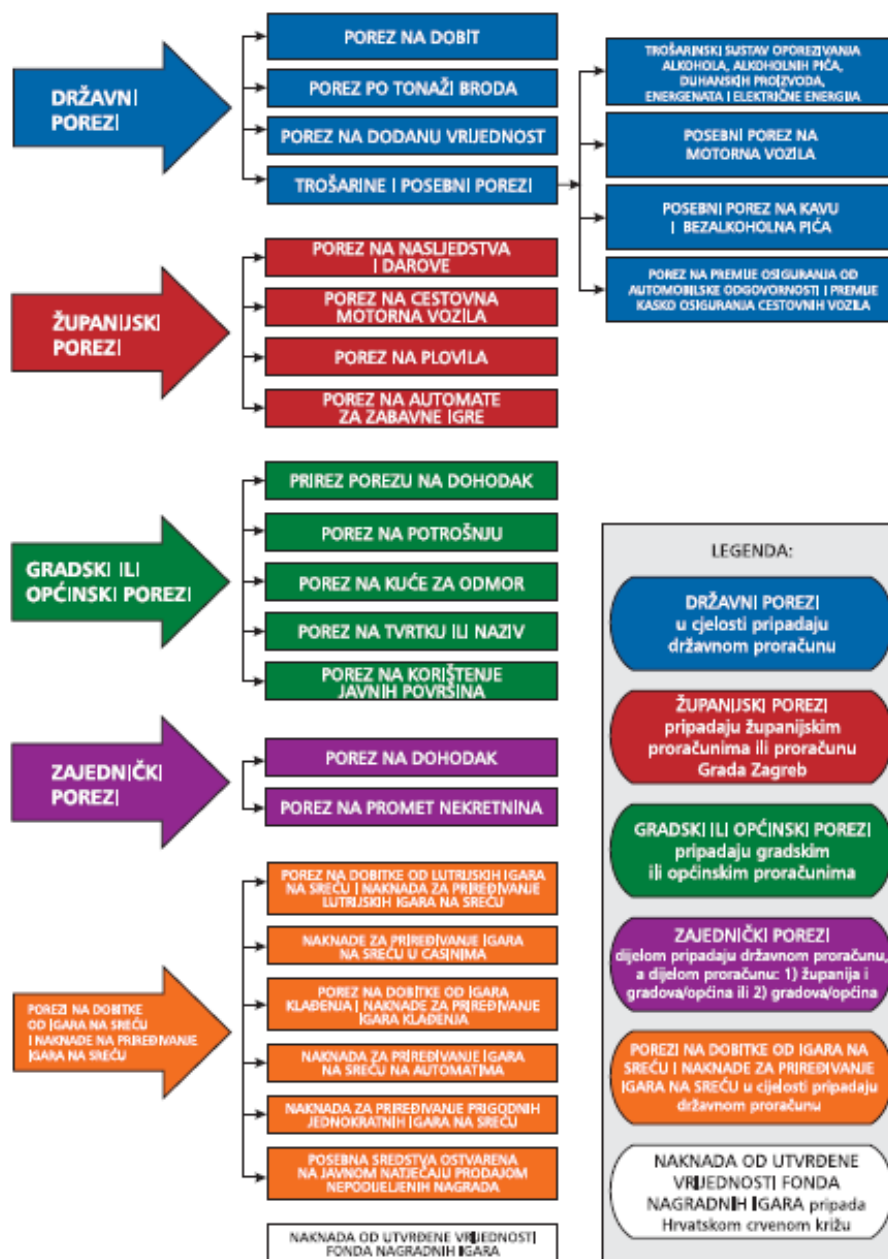 DRŽAVNI
POREZI
POREZ NA DOBIT
POREZ PO TONAŽI BRODA
POREZ NA DODANU VRIJEDNOST
TROŠARINE I POSEBNI POREZI
TROŠARINSKI SUSTAV OPOREZIVANJA
ALKOHOLA, ALKOHOLNIH PIĆA,
DUHANSKIH PROIZVODA,
ENERGENATA I ELEKTRIČNE ENERGIJA
POSEBNI POREZ NA
MOTORNA VOZILA
POSEBNI POREZ NA KAVU
I BEZALKOHOLNA PIĆA
POREZ NA PREMIJE OSIGURANJA OD
AUTOMOBILSKE ODGOVORNOSTI I PREMIJE
KASKO OSIGURANJA CESTOVNIH VOZILA
ŽUPANIJSKI
POREZI
POREZ NA NASLJEDSTVA
I DAROVE
POREZ NA CESTOVNA
MOTORNA VOZILA
POREZ NA PLOVILA
POREZ NA AUTOMATE
ZA ZABAVNE IGRE
GRADSKI ILI
OPĆINSKI POREZI
PRIREZ POREZU NA DOHODAK
POREZ NA POTROŠNJU
POREZ NA KUĆE ZA ODMOR
POREZ NA TVRTKU ILI NAZIV
POREZ NA KORIŠTENJE
JAVNIH POVRŠINA
ZAJEDNIČKI
POREZI
POREZ NA DOHODAK
POREZ NA PROMET NEKRETNINA
POREZI NA DOBITKE
OD IGARA NA SREĆU
I NAKNADE NA PRIREĐIVANJE
IGARA NA SREĆU
POREZ NA DOBITKE OD LUTRIJSKIH IGARA
NA SREĆU I NAKNADA ZA PRIREĐIVANJE
LUTRIJSKIH IGARA NA SREĆU
NAKNADE ZA PRIREĐIVANJE IGARA
NA SREĆU U CASINIMA
POREZ NA DOBITKE OD IGARA
KLAĐENJA I NAKNADE ZA PRIREĐIVANJE
IGARA KLAĐENJA
NAKNADA ZA PRIREĐIVANJE IGARA
NA SREĆU NA AUTOMATIMA
NAKNADA ZA PRIREĐIVANJE PRIGODNIH
JEDNOKRATNIH IGARA NA SREĆU
POSEBNA SREDSTVA OSTVARENA
NA JAVNOM NATJEČAJU PRODAJOM
NEPODIJELJENIH NAGRADA
NAKNADA OD UTVRĐENE VRIJEDNOSTI
FONDA NAGRADNIH IGARA
LEGENDA:
DRŽAVNI POREZI
u cjelosti pripadaju
državnom proračunu
ŽUPANIJSKI POREZI
pripadaju županijskim
proračunima ili proračunu
Grada Zagreb
GRADSKI ILI OPĆINSKI POREZI
pripadaju gradskim
ili općinskim proračunima
ZAJEDNIČKI POREZI
dijelom pripadaju državnom proračunu,
a dijelom proračunu: 1) županija i
gradova/općina ili 2) gradova/općina
POREZI NA DOBITKE OD IGARA NA
SREĆU I NAKNADE ZA PRIREĐIVANJE
IGARA NA SREĆU u cijelosti pripadaju
državnom proračunu
NAKNADA OD UTVRĐENE
VRIJEDNOSTI FONDA
NAGRADNIH IGARA pripada
Hrvatskom crvenom križu